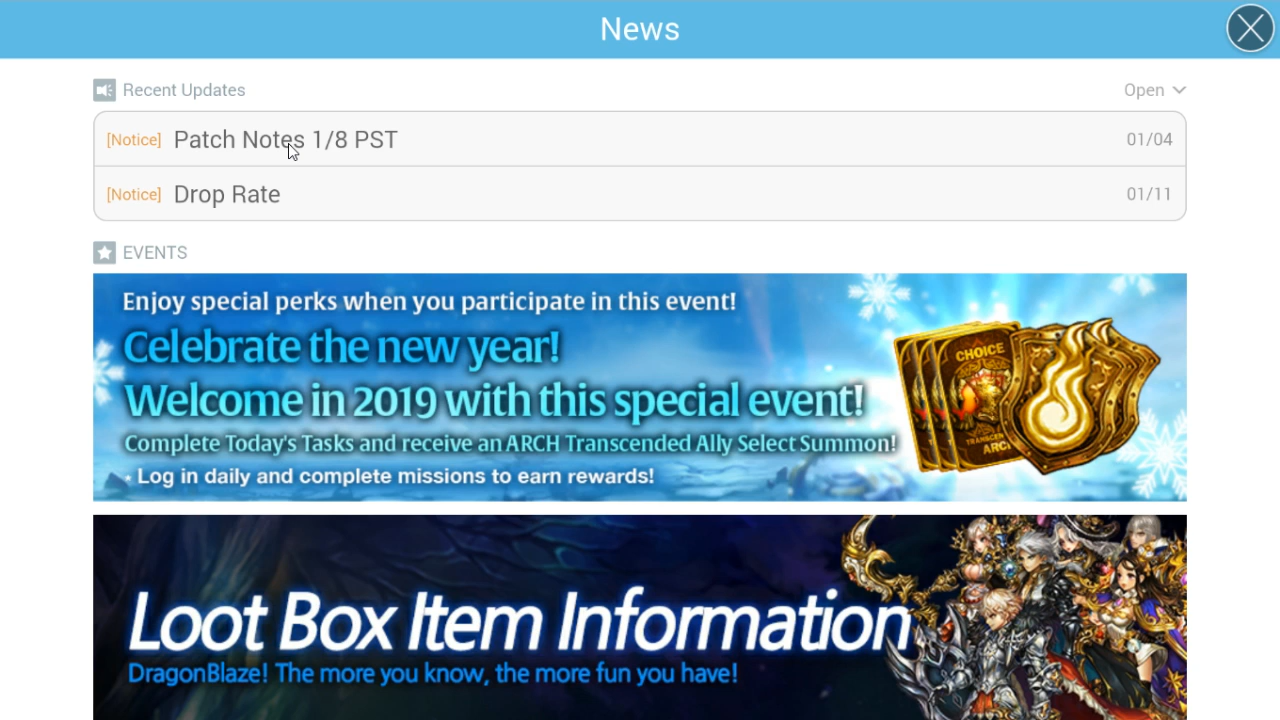 News
Recent Updates
Open
[Notice] Patch Notes 1/8 PST 01/04
[Notice] Drop Rate 01/11
EVENTS
Enjoy special perks when you participate in this event!
Celebrate the new year!
Welcome in 2019 with this special event!
Complete Today's Tasks and receive an ARCH Transcended Ally Select Summon!
· Log in daily and complete missions to earn rewards!
CHOICE
Loot Box Item Information
DragonBlaze! The more you know, the more fun you have!